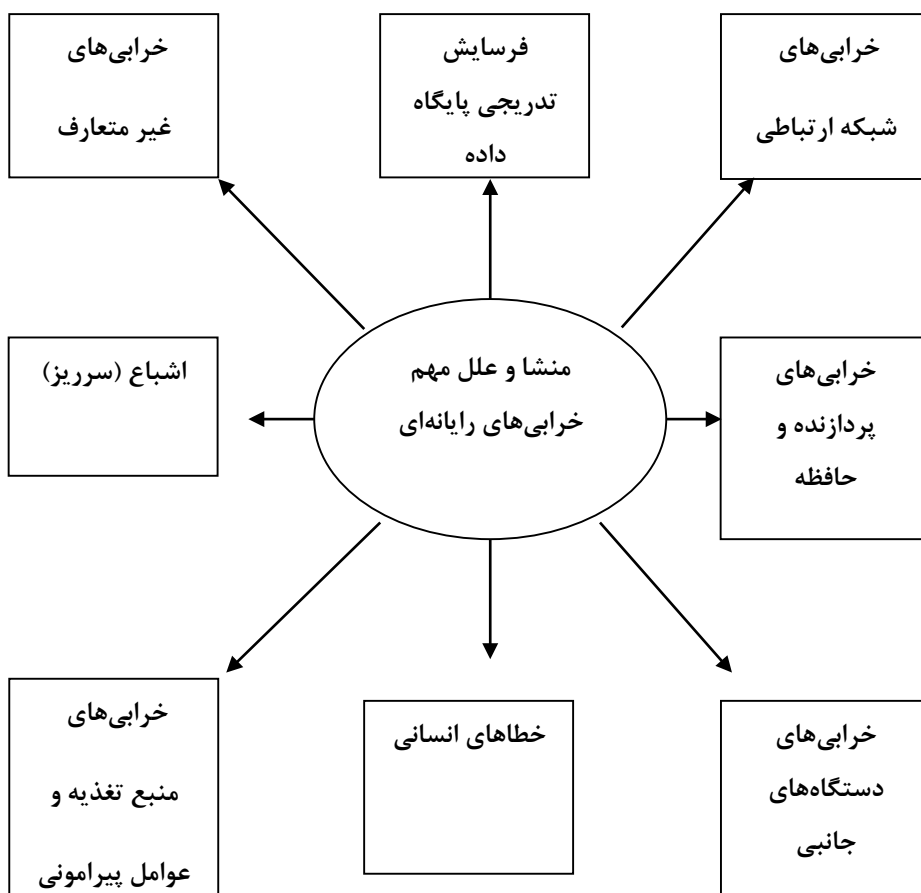 خرابی‌های
شبکه ارتباطی
فرسایش
تدریجی پایگاه
داده
خرابی‌های
غیر متعارف
منشا و علل مهم
خرابی‌های رایانه‌ای
خرابی‌های
پردازنده و
حافظه
اشباع (سرریز)
خرابی‌های
دستگاه‌های
جانبی
خطاهای انسانی
خرابی‌های
منبع تغذیه و
عوامل پیرامونی